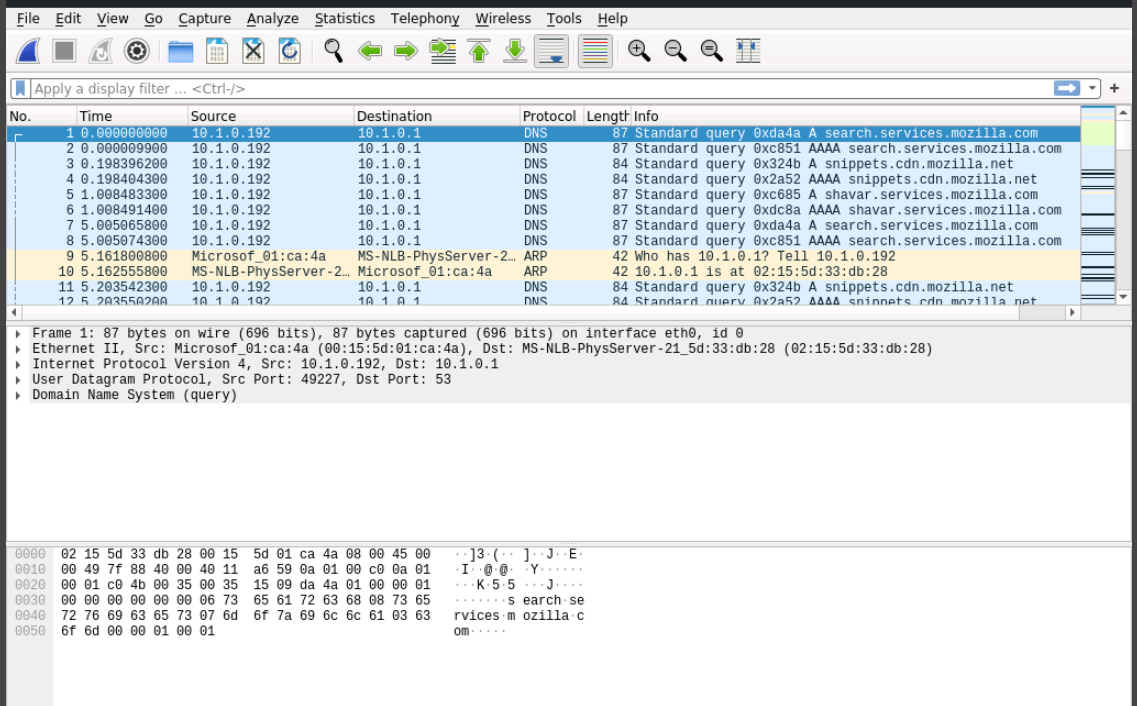 File Edit View Go Capture Analyze Statistics Telephony Wireless Tools Help
Apply a display filter ... <Ctrl-/>
No. Time Source Destination Protocol Length Info
1 0.000000000 10.1.0.192 10.1.0.1 DNS 87 Standard query 0xda4a A search.services.mozilla.com
2 0.000009900 10.1.0.192 10.1.0.1 DNS 87 Standard query 0xc851 AAAA search.services.mozilla.com
3 0.198396200 10.1.0.192 10.1.0.1 DNS 84 Standard query 0x324b A snippets.cdn.mozilla.net
4 0.198404300 10.1.0.192 10.1.0.1 DNS 84 Standard query 0x2a52 AAAA snippets.cdn.mozilla.net
5 1.008483300 10.1.0.192 10.1.0.1 DNS 87 Standard query 0xc685 A shavar.services.mozilla.com
6 1.008491400 10.1.0.192 10.1.0.1 DNS 87 Standard query 0xdc8a AAAA shavar.services.mozilla.com
7 5.005065800 10.1.0.192 10.1.0.1 DNS 87 Standard query 0xda4a A search.services.mozilla.com
8 5.005074300 10.1.0.192 10.1.0.1 DNS 87 Standard query 0xc851 AAAA search.services.mozilla.com
9 5.161800800 Microsof_01:ca:4a MS-NLB-PhysServer-2… ARP 42 Who has 10.1.0.1? Tell 10.1.0.192
10 5.162555800 MS-NLB-PhysServer-2… Microsof_01:ca:4a ARP 42 10.1.0.1 is at 02:15:5d:33:db:28
11 5.203542300 10.1.0.192 10.1.0.1 DNS 84 Standard query 0x324b A snippets.cdn.mozilla.net
12 5.203550200 10.1.0.192 10.1.0.1 DNS 84 Standard query 0x2a52 AAAA snippets.cdn.mozilla.net
Frame 1: 87 bytes on wire (696 bits), 87 bytes captured (696 bits) on interface eth0, id 0
Ethernet II, Src: Microsof_01:ca:4a (00:15:5d:01:ca:4a), Dst: MS-NLB-PhysServer-21_5d:33:db:28 (02:15:5d:33:db:28)
Internet Protocol Version 4, Src: 10.1.0.192, Dst: 10.1.0.1
User Datagram Protocol, Src Port: 49227, Dst Port: 53
Domain Name System (query)
0000 02 15 5d 33 db 28 00 15 5d 01 ca 4a 08 00 45 00 ··]3·(·· ]··J··E·
0010 00 49 7f 88 40 00 40 11 a6 59 0a 01 00 c0 0a 01 ·I··@·@· ·Y······
0020 00 01 c0 4b 00 35 00 35 15 09 da 4a 01 00 00 01 ···K·5·5 ···J····
0030 00 00 00 00 00 00 06 73 65 61 72 63 68 08 73 65 ·······s earch·se
0040 72 76 69 63 65 73 07 6d 6f 7a 69 6c 6c 61 03 63 rvices·m ozilla·c
0050 6f 6d 00 00 01 00 01 om·····